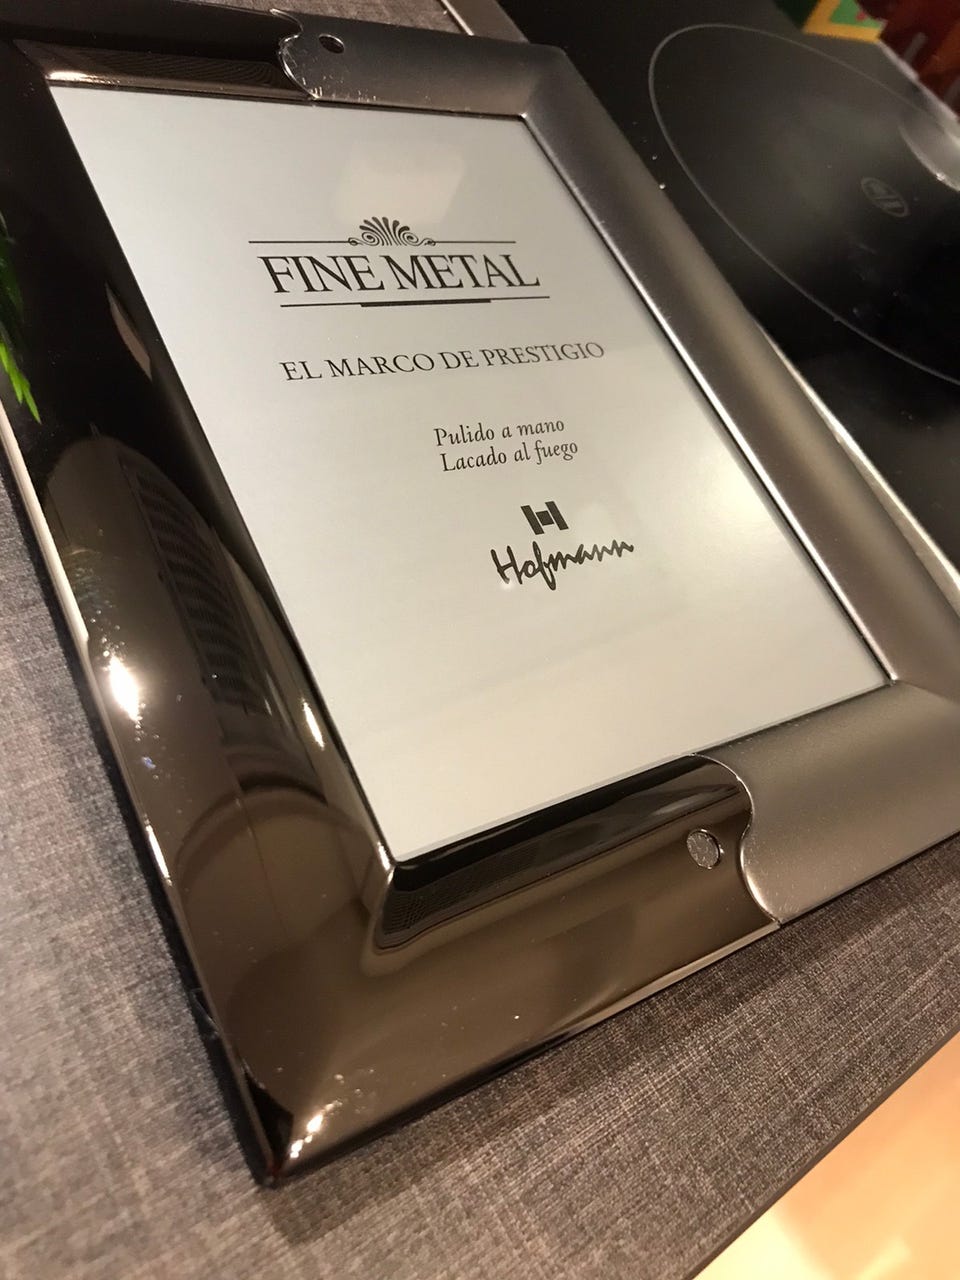 FINE METAL
EL MARCO DE PRESTIGIO
Pulido a mano
Lacado al fuego
Hofmann